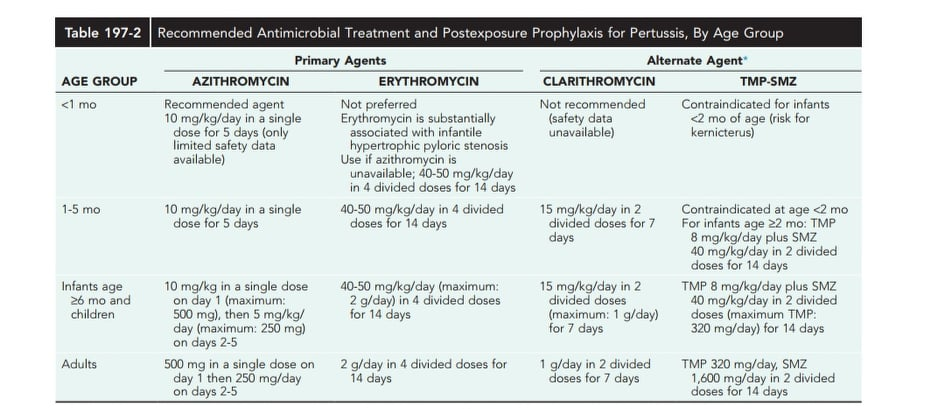 Table 197-2 Recommended Antimicrobial Treatment and Postexposure Prophylaxis for Pertussis, By Age Group
Primary Agents
Alternate Agent*
AGE GROUP
AZITHROMYCIN
ERYTHROMYCIN
CLARITHROMYCIN
TMP-SMZ
<1 mo
Recommended agent
10 mg/kg/day in a single
dose for 5 days (only
limited safety data
available)
Not preferred
Erythromycin is substantially
associated with infantile
hypertrophic pyloric stenosis
Use if azithromycin is
unavailable; 40-50 mg/kg/day
in 4 divided doses for 14 days
Not recommended
(safety data
unavailable)
Contraindicated for infants
<2 mo of age (risk for
kernicterus)
1-5 mo
10 mg/kg/day in a single
dose for 5 days
40-50 mg/kg/day in 4 divided
doses for 14 days
15 mg/kg/day in 2
divided doses for 7
days
Contraindicated at age <2 mo
For infants age ≥2 mo: TMP
8 mg/kg/day plus SMZ
40 mg/kg/day in 2 divided
doses for 14 days
Infants age
≥6 mo and
children
10 mg/kg in a single dose
on day 1 (maximum:
500 mg), then 5 mg/kg/
day (maximum: 250 mg)
on days 2-5
40-50 mg/kg/day (maximum:
2 g/day) in 4 divided doses
for 14 days
15 mg/kg/day in 2
divided doses
(maximum: 1 g/day)
for 7 days
TMP 8 mg/kg/day plus SMZ
40 mg/kg/day in 2 divided
doses (maximum TMP:
320 mg/day) for 14 days
Adults
500 mg in a single dose on
day 1 then 250 mg/day
on days 2-5
2 g/day in 4 divided doses for
14 days
1 g/day in 2 divided
doses for 7 days
TMP 320 mg/day, SMZ
1,600 mg/day in 2 divided
doses for 14 days